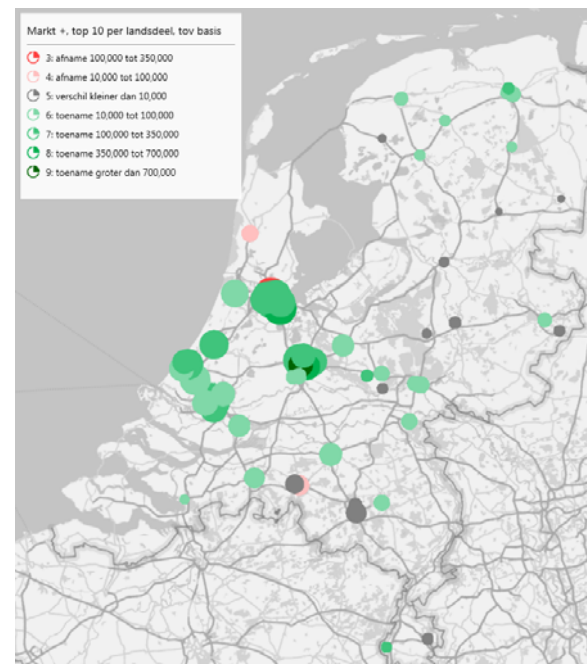 Markt +, top 10 per landsdeel, tov basis
3: afname 100,000 tot 350,000
4: afname 10,000 tot 100,000
5: verschil kleiner dan 10,000
6: toename 10,000 tot 100,000
7: toename 100,000 tot 350,000
8: toename 350,000 tot 700,000
9: toename groter dan 700,000